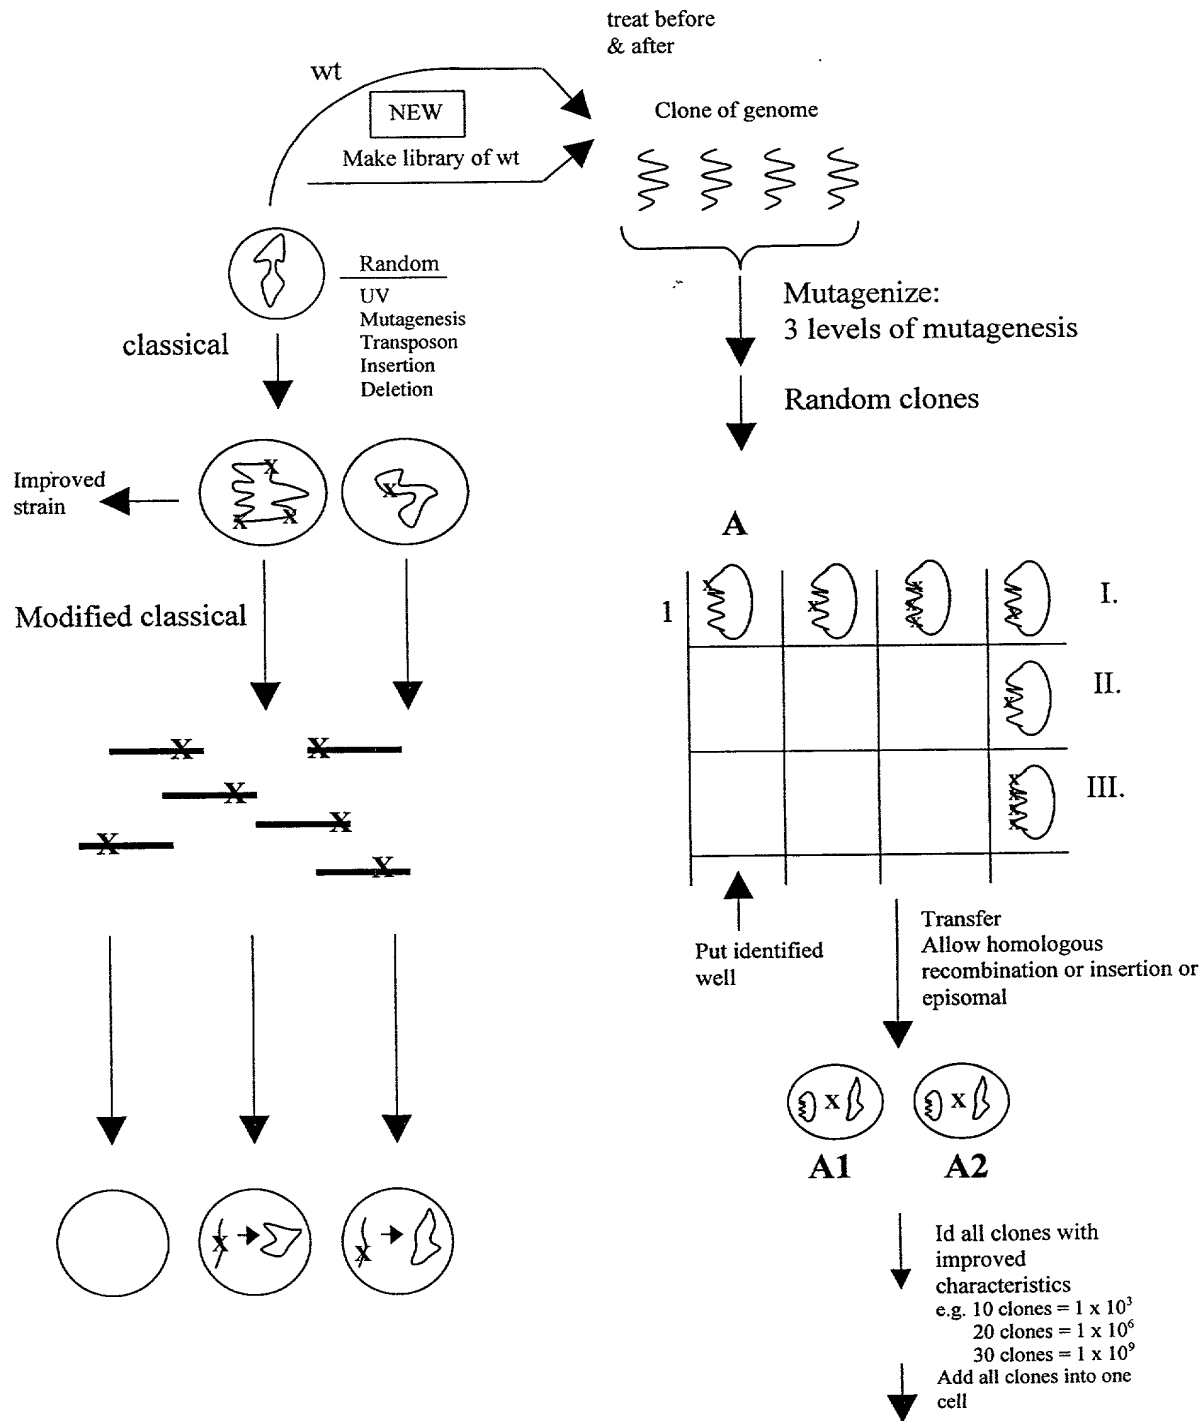 treat before
& after
wt
NEW
Make library of wt
Clone of genome
Random
UV
Mutagenesis
Transposon
Insertion
Deletion
classical
Mutagenize:
3 levels of mutagenesis
Random clones
Improved
strain
X
X
X
X
A
Modified classical
1
I.
II.
III.
X
X
X
X
X
X
Put identified
well
Transfer
Allow homologous
recombination or insertion or
episomal
X
X
A1
A2
X
X
Id all clones with
improved
characteristics
e.g. 10 clones = 1 x 10³
20 clones = 1 x 10⁶
30 clones = 1 x 10⁹
Add all clones into one
cell